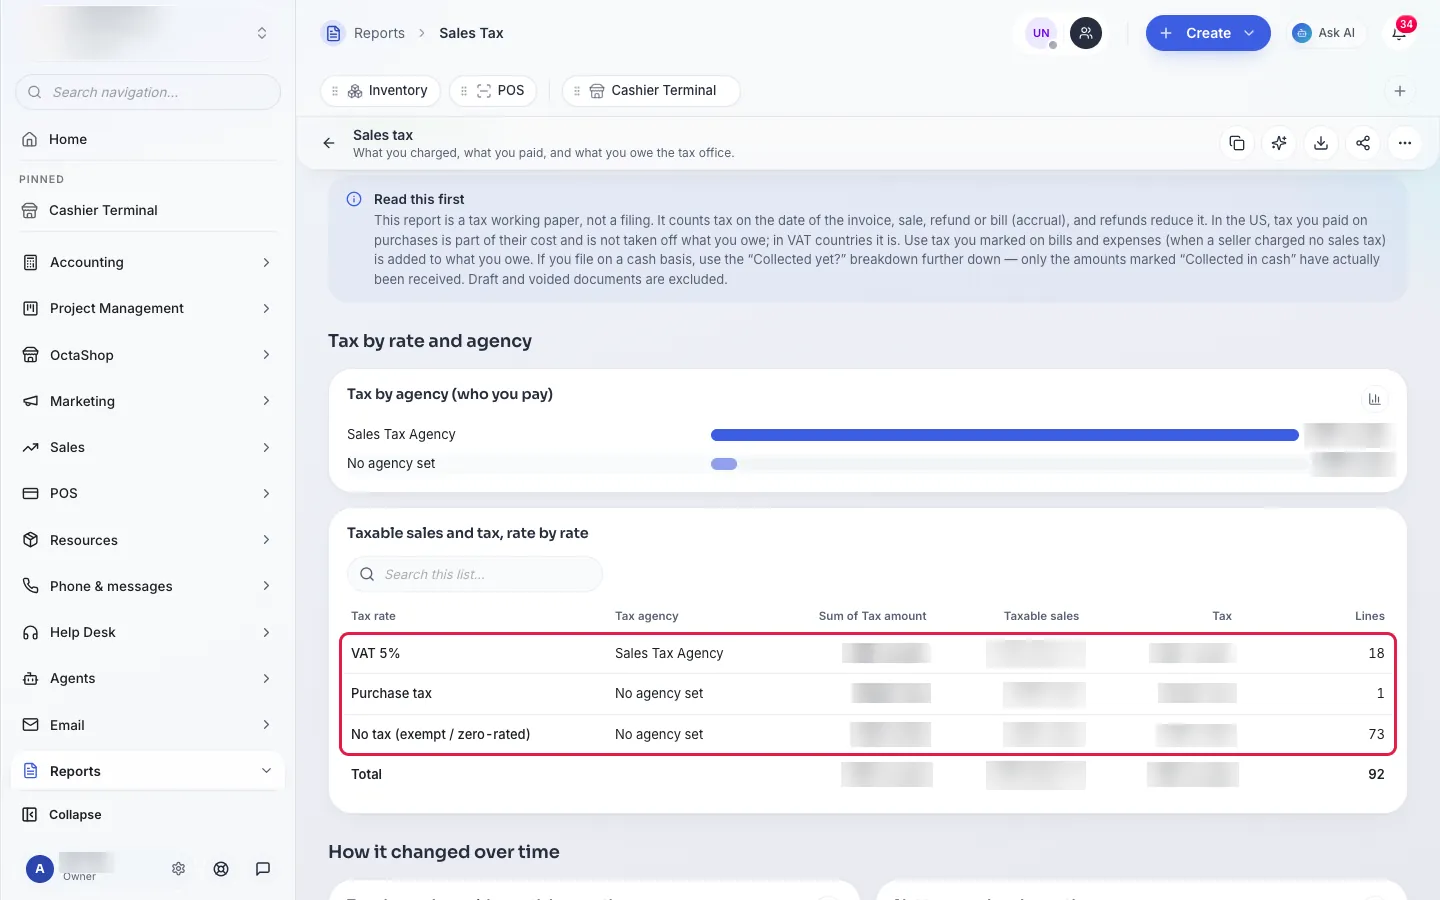 Reports > Sales Tax
UN
Create
Ask AI
34
Search navigation...
Inventory
POS
Cashier Terminal
Home
PINNED
Cashier Terminal
Accounting
Project Management
OctaShop
Marketing
Sales
POS
Resources
Phone & messages
Help Desk
Agents
Email
Reports
Collapse
A
Owner
Sales tax
What you charged, what you paid, and what you owe the tax office.
Read this first
This report is a tax working paper, not a filing. It counts tax on the date of the invoice, sale, refund or bill (accrual), and refunds reduce it. In the US, tax you paid on
purchases is part of their cost and is not taken off what you owe; in VAT countries it is. Use tax you marked on bills and expenses (when a seller charged no sales tax)
is added to what you owe. If you file on a cash basis, use the “Collected yet?” breakdown further down — only the amounts marked “Collected in cash” have actually
been received. Draft and voided documents are excluded.
Tax by rate and agency
Tax by agency (who you pay)
Sales Tax Agency
No agency set
Taxable sales and tax, rate by rate
Search this list...
Tax rate Tax agency Sum of Tax amount Taxable sales Tax Lines
VAT 5% Sales Tax Agency 18
Purchase tax No agency set 1
No tax (exempt / zero-rated) No agency set 73
Total 92
How it changed over time